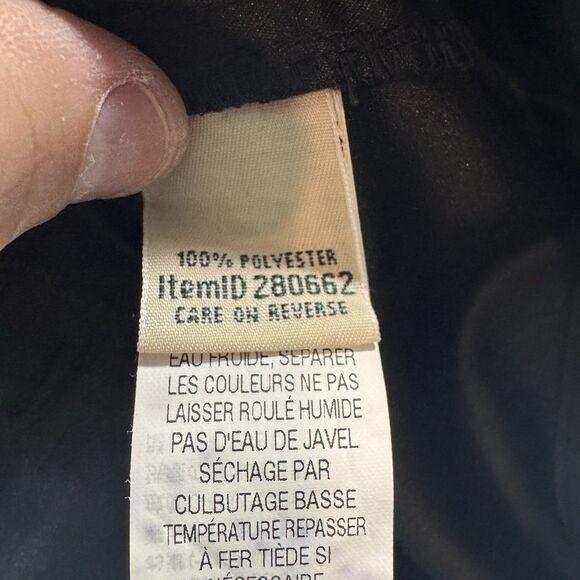 100% POLYESTER
ItemID 280662
CARE ON REVERSE
EAU FROIDE, SEPARER
LES COULEURS NE PAS
LAISSER ROULÉ HUMIDE
PAS D'EAU DE JAVEL
SÉCHAGE PAR
CULBUTAGE BASSE
TEMPÉRATURE REPASSER
À FER TIÈDE SI
NÉCESSAIRE